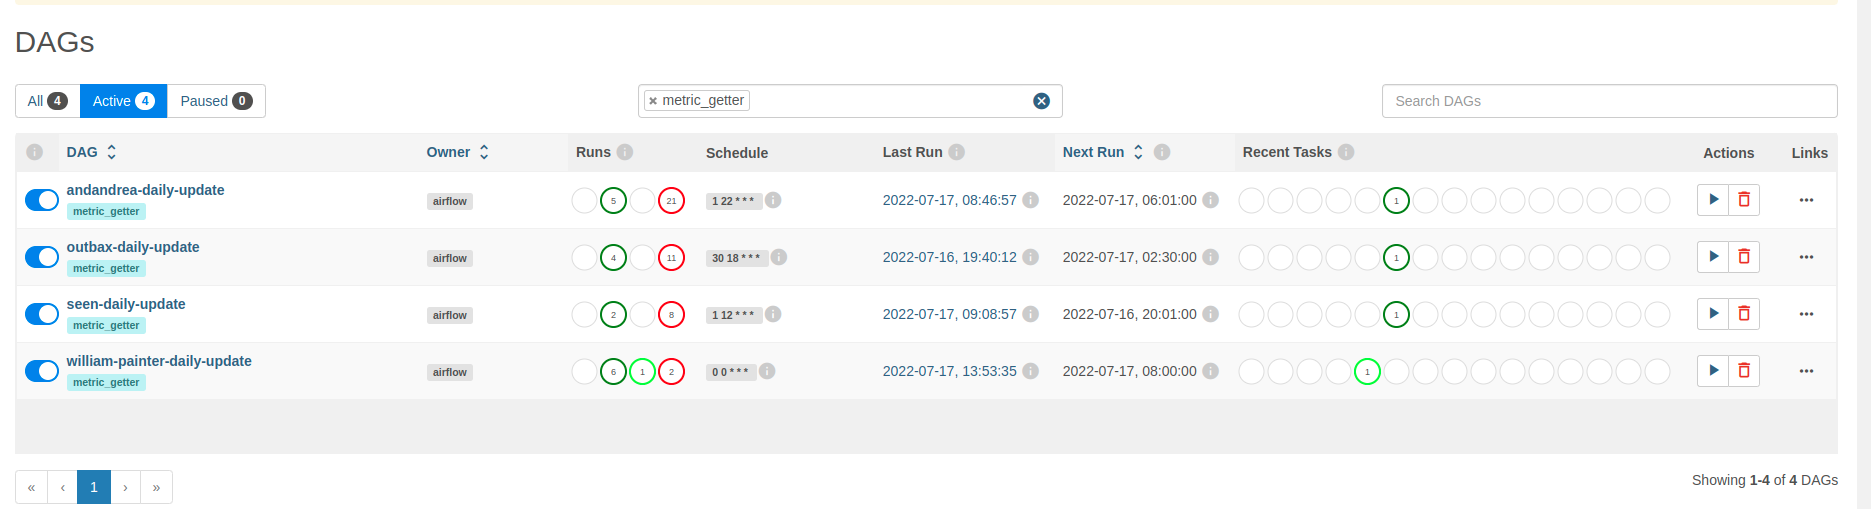 DAGs
All 4 Active 4 Paused 0 × metric_getter Search DAGs
DAG Owner Runs Schedule Last Run Next Run Recent Tasks Actions Links
andandrea-daily-update
metric_getter airflow 5 21 1 22 * * * 2022-07-17, 08:46:57 2022-07-17, 06:01:00 1
outbax-daily-update
metric_getter airflow 4 11 30 18 * * * 2022-07-16, 19:40:12 2022-07-17, 02:30:00 1
seen-daily-update
metric_getter airflow 2 8 1 12 * * * 2022-07-17, 09:08:57 2022-07-16, 20:01:00 1
william-painter-daily-update
metric_getter airflow 6 1 2 0 0 * * * 2022-07-17, 13:53:35 2022-07-17, 08:00:00 1
« ‹ 1 › » Showing 1-4 of 4 DAGs